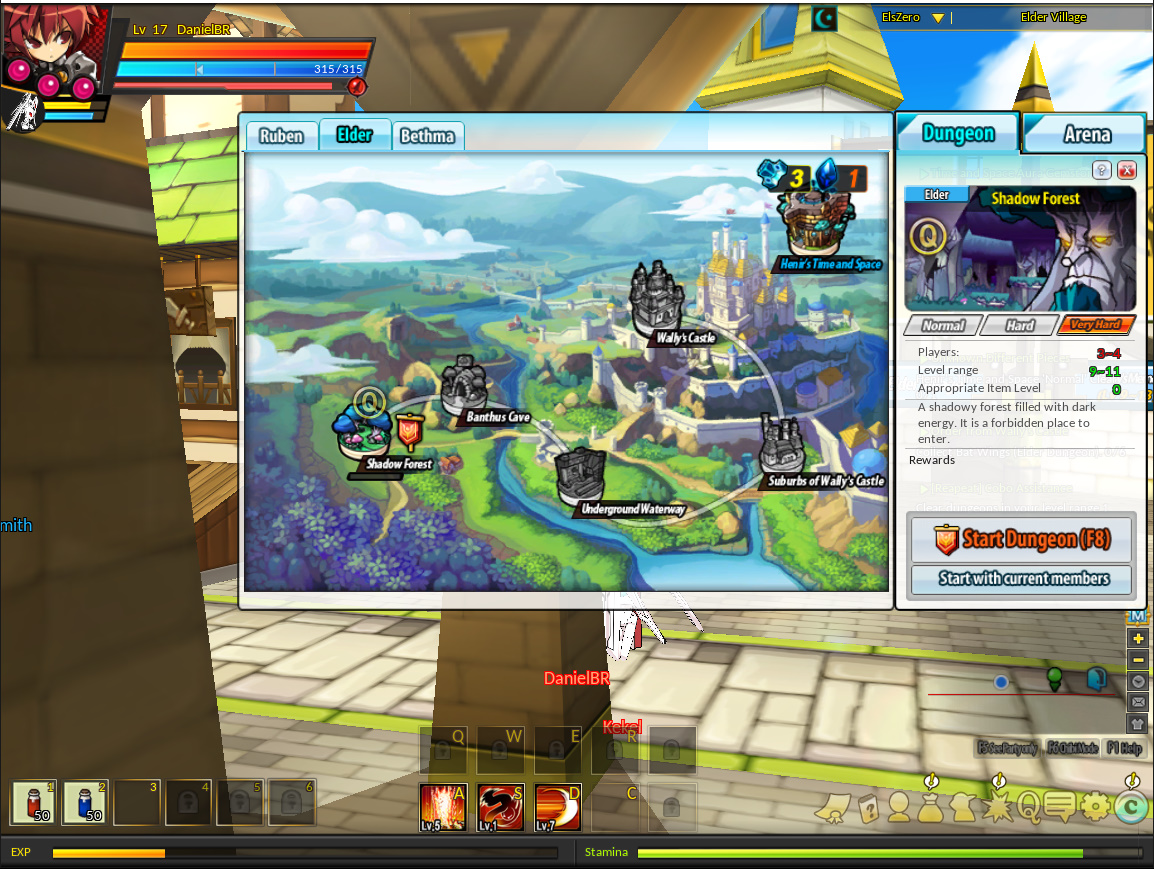 Lv 17 DanielBR
315/315
ElsZero
Elder Village
Ruben
Elder
Bethma
Dungeon
Arena
3
1
Henir's Time and Space
Wally's Castle
Banthus Cave
Q
Shadow Forest
Underground Waterway
Suburbs of Wally's Castle
?
X
Elder
Shadow Forest
Q
Normal
Hard
Very Hard
Players: 3~4
Level range 9~11
Appropriate Item Level 0
A shadowy forest filled with dark
energy. It is a forbidden place to
enter.
Rewards
Start Dungeon (F8)
Start with current members
mith
M
DanielBR
Kekel
Q W E R
F5 See Party only F6 Quit Mode F1 Help
1 2 3 4 5 6
50 50
A S D C
Lv.5 Lv.1 Lv.7
Q C
EXP
Stamina